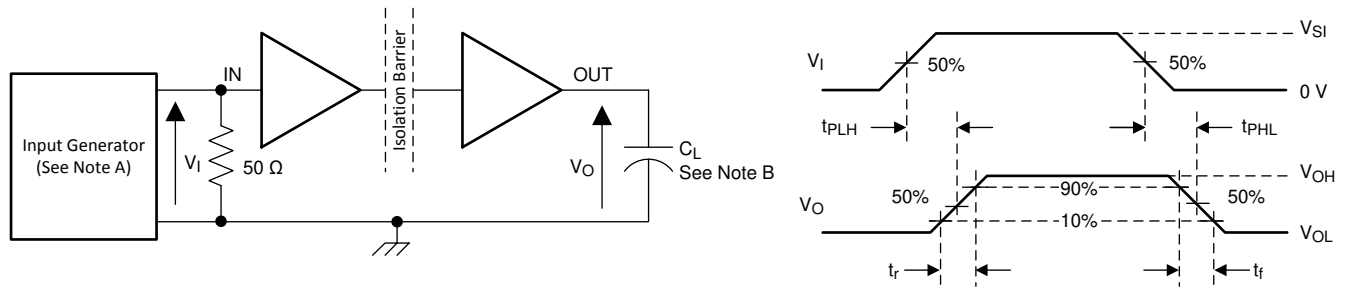 Input Generator
(See Note A)
V_I
IN
50 Ω
Isolation Barrier
OUT
V_O
C_L
See Note B
V_I
50%
50%
V_SI
0 V
t_PLH
t_PHL
V_O
50%
90%
10%
50%
V_OH
V_OL
t_r
t_f